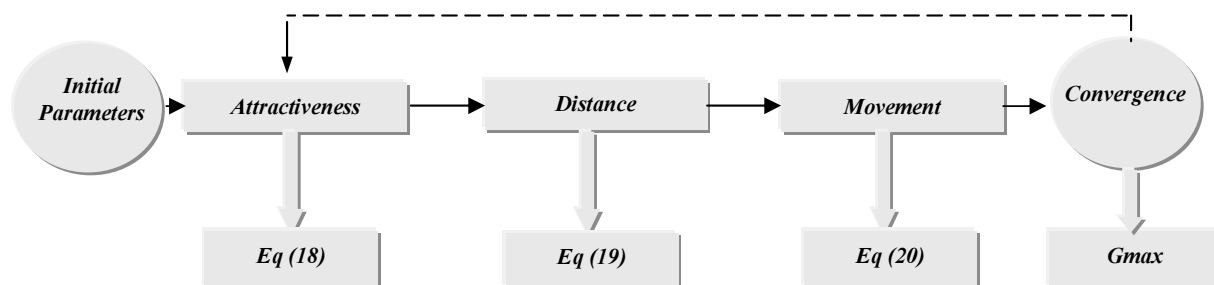 Initial
Parameters
Attractiveness
Distance
Movement
Convergence
Eq (18)
Eq (19)
Eq (20)
Gmax